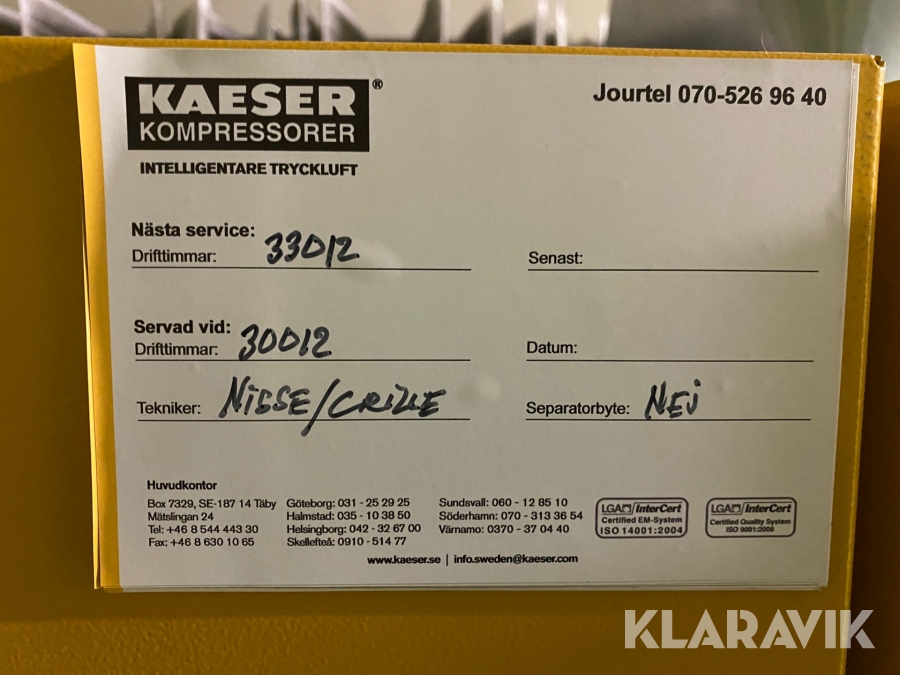 KAESER ®
KOMPRESSORER
INTELLIGENTARE TRYCKLUFT
Jourtel 070-526 96 40
Nästa service:
Drifttimmar: 33012
Senast:
Servad vid:
Drifttimmar: 30012
Datum:
Tekniker: NISSE/
Separatorbyte: NEJ
Huvudkontor
Box 7329, SE-187 14 Täby
Mätslingan 24
Tel: +46 8 544 443 30
Fax: +46 8 630 10 65
Göteborg: 031 - 25 29 25
Halmstad: 035 - 10 38 50
Helsingborg: 042 - 32 67 00
Skellefteå: 0910 - 514 77
Sundsvall: 060 - 12 85 10
Söderhamn: 070 - 313 36 54
Värnamo: 0370 - 37 04 40
LGA InterCert
Certified EM-System
ISO 14001:2004
LGA InterCert
Certified Quality System
ISO 9001:2008
www.kaeser.se | info.sweden@kaeser.com
KLARAVIK